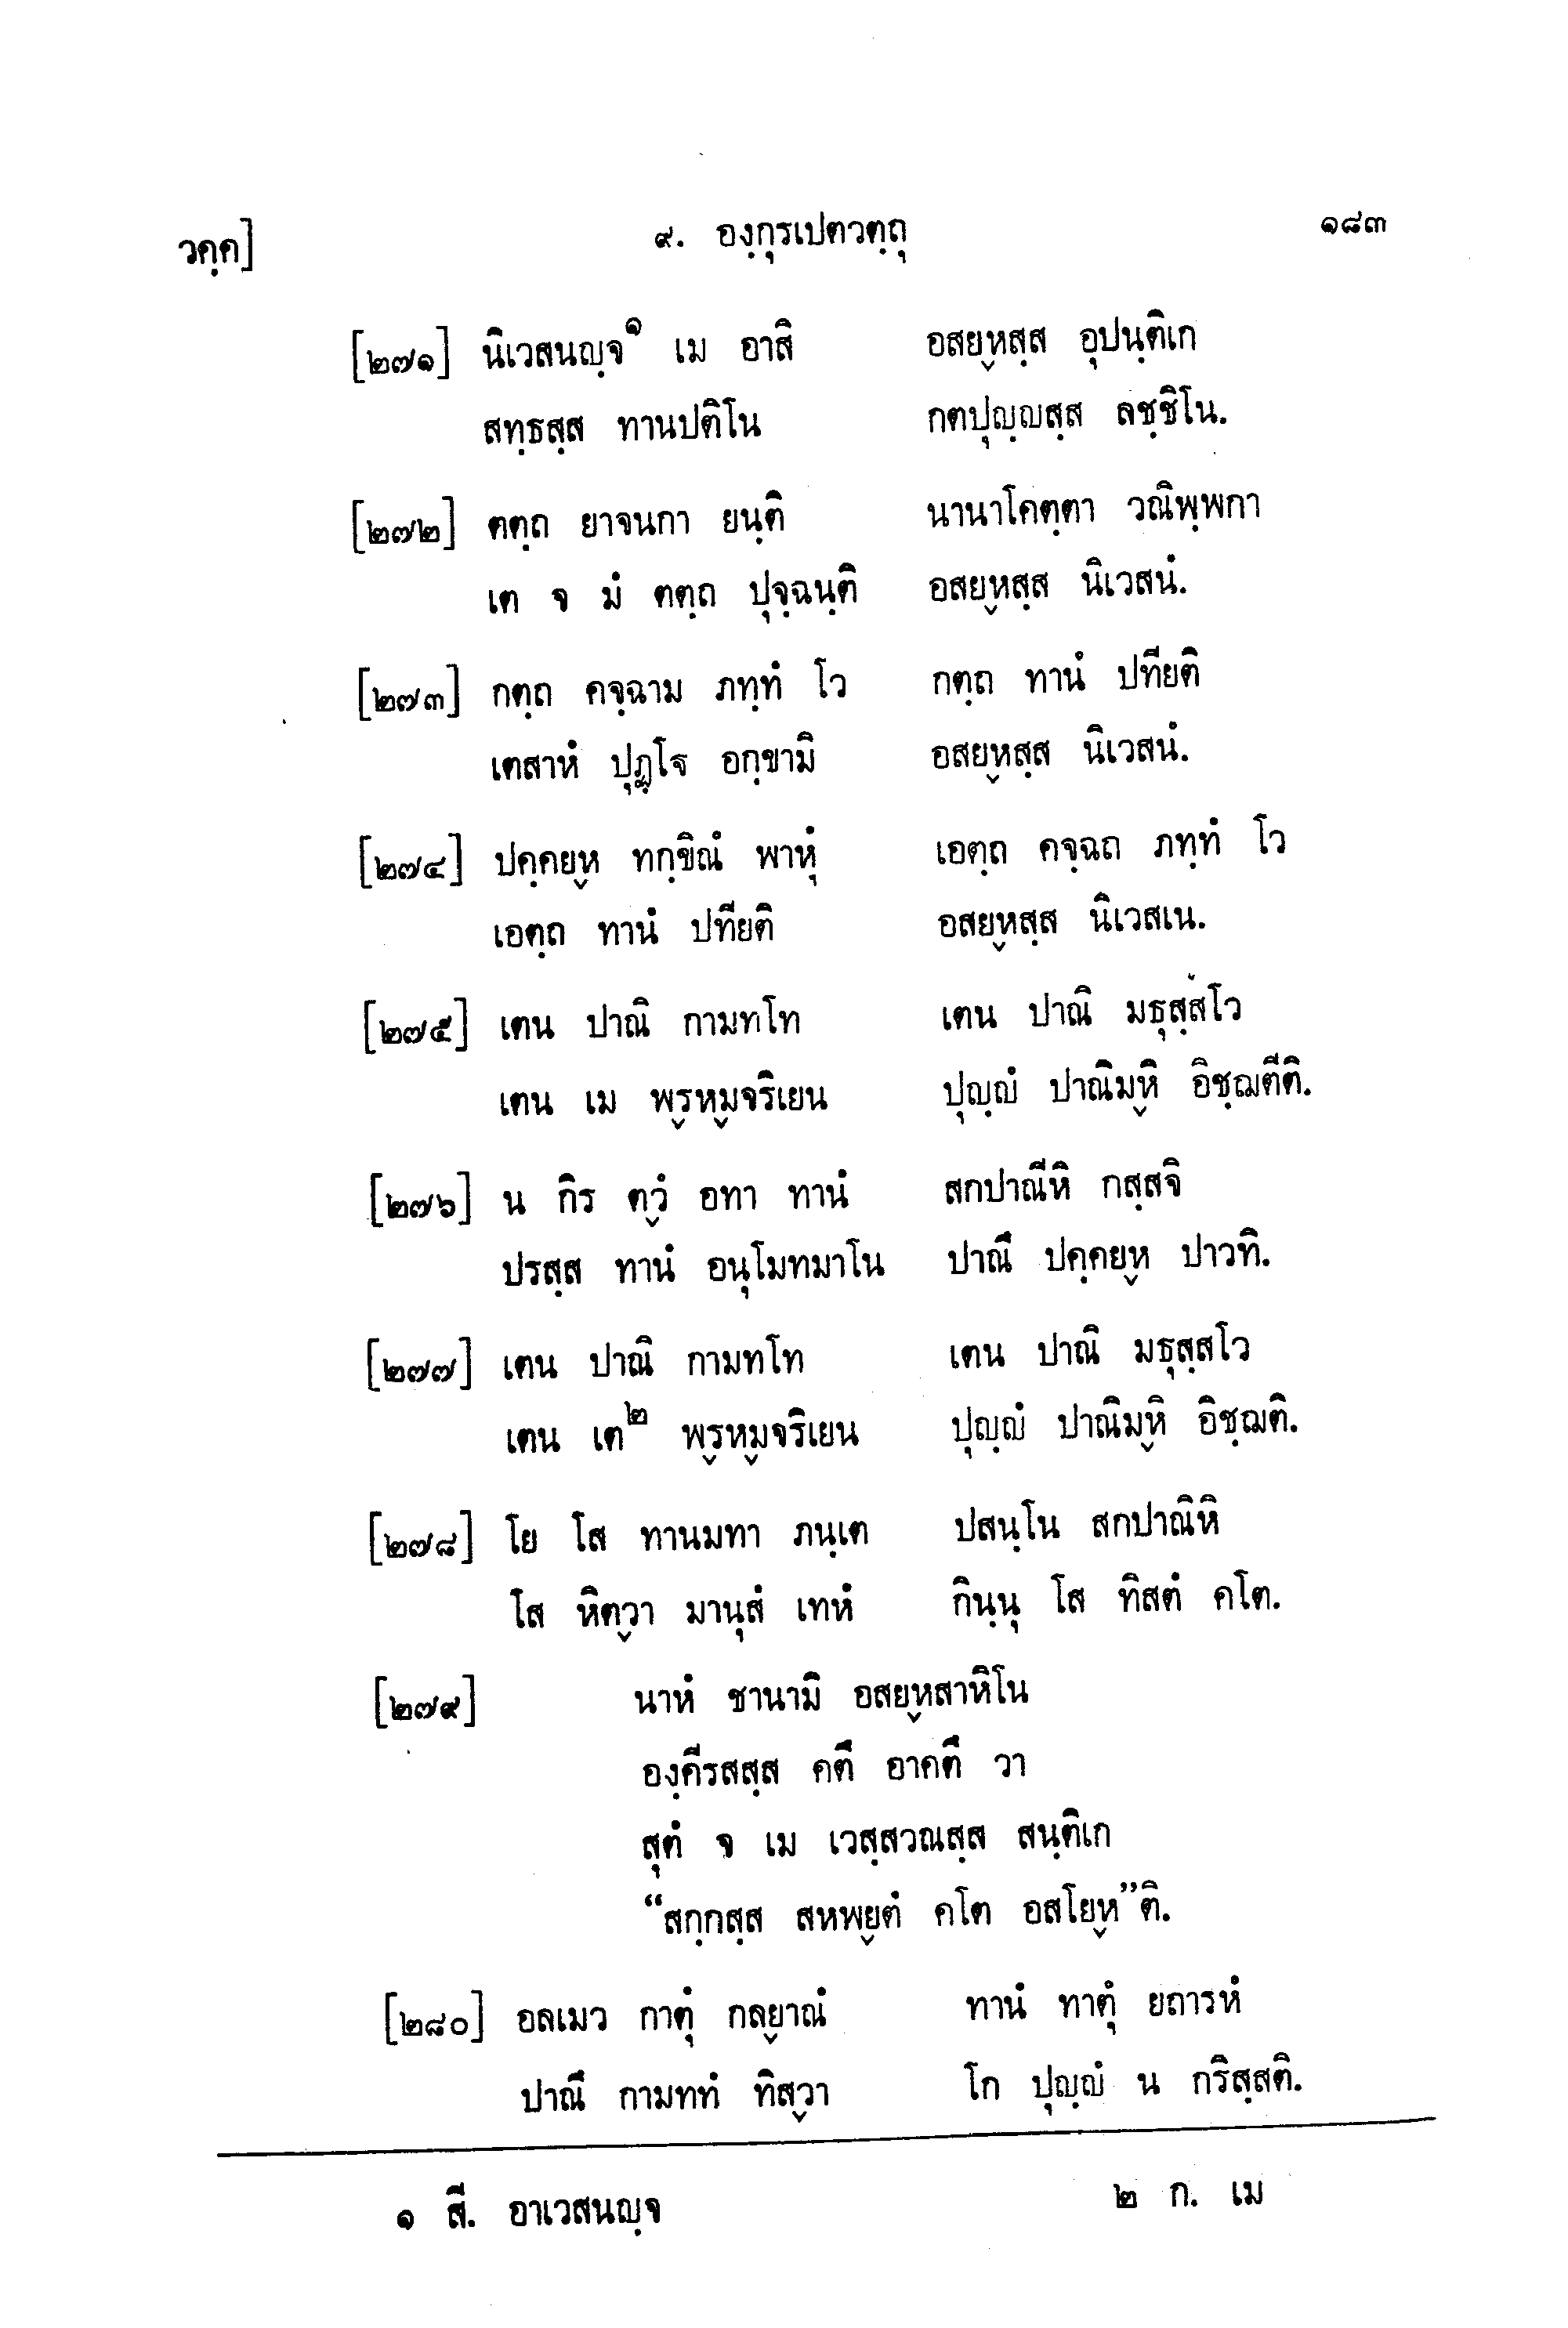 วคฺค] ๙. องฺกุรเปตวตฺถุ ๑๘๓
[๒๗๑] นิเวสนญฺจ๑ เม อาสิ อสยฺหสฺส อุปนฺติเก
สทฺธสฺส ทานปติโน กตปุญฺญสฺส ลชฺชิโน.
[๒๗๒] ตตฺถ ยาจนกา ยนฺติ นานาโคตฺตา วณิพฺพกา
เต จ มํ ตตฺถ ปุจฺฉนฺติ อสยฺหสฺส นิเวสนํ.
[๒๗๓] กตฺถ คจฺฉาม ภทฺทํ โว กตฺถ ทานํ ปทียติ
เตสาหํ ปุฏฺโฐ อกฺขามิ อสยฺหสฺส นิเวสนํ.
[๒๗๔] ปคฺคยฺห ทกฺขิณํ พาหุํ เอตฺถ คจฺฉถ ภทฺทํ โว
เอตฺถ ทานํ ปทียติ อสยฺหสฺส นิเวสเน.
[๒๗๕] เตน ปาณิ กามทโท เตน ปาณิ มธุสฺสโว
เตน เม พฺรหฺมจริเยน ปุญฺญํ ปาณิมฺหิ อิชฺฌตีติ.
[๒๗๖] น กิร ตฺวํ อทา ทานํ สกปาณีหิ กสฺสจิ
ปรสฺส ทานํ อนุโมทมาโน ปาณึ ปคฺคยฺห ปาวทิ.
[๒๗๗] เตน ปาณิ กามทโท เตน ปาณิ มธุสฺสโว
เตน เต๒ พฺรหฺมจริเยน ปุญฺญํ ปาณิมฺหิ อิชฺฌติ.
[๒๗๘] โย โส ทานมทา ภนฺเต ปสนฺโน สกปาณิหิ
โส หิตฺวา มานุสํ เทหํ กินฺนุ โส ทิสตํ คโต.
[๒๗๙] นาหํ ชานามิ อสยฺหสาหิโน
องฺคีรสสฺส คตึ อาคตึ วา
สุตํ จ เม เวสฺสวณสฺส สนฺติเก
“สกฺกสฺส สหพฺยตํ คโต อสโยฺห”ติ.
[๒๘๐] อลเมว กาตุํ กลฺยาณํ ทานํ ทาตุํ ยถารหํ
ปาณึ กามททํ ทิสฺวา โก ปุญฺญํ น กริสฺสติ.
๑ สี. อาเวสนญฺจ ๒ ก. เม